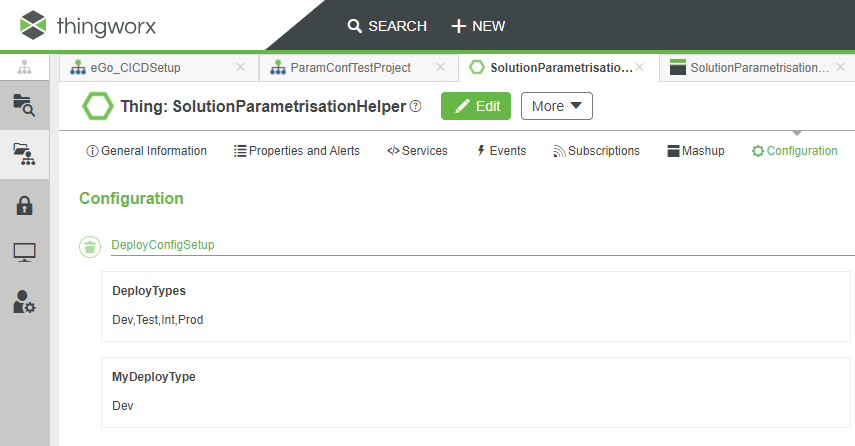 thingworx
SEARCH
NEW
eGo_CICDSetup
ParamConfTestProject
SolutionParametrisatio...
SolutionParametrisation...
Thing: SolutionParametrisationHelper
Edit
More
General Information
Properties and Alerts
Services
Events
Subscriptions
Mashup
Configuration
Configuration
DeployConfigSetup
DeployTypes
Dev,Test,Int,Prod
MyDeployType
Dev